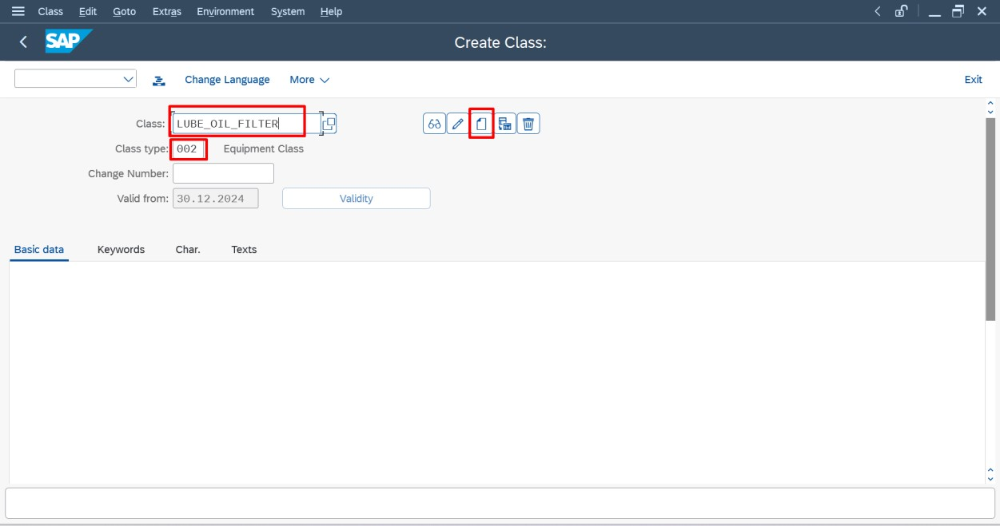 Class Edit Goto Extras Environment System Help
SAP Create Class:
Change Language More Exit
Class: LUBE_OIL_FILTER
Class type: 002 Equipment Class
Change Number:
Valid from: 30.12.2024 Validity
Basic data Keywords Char. Texts